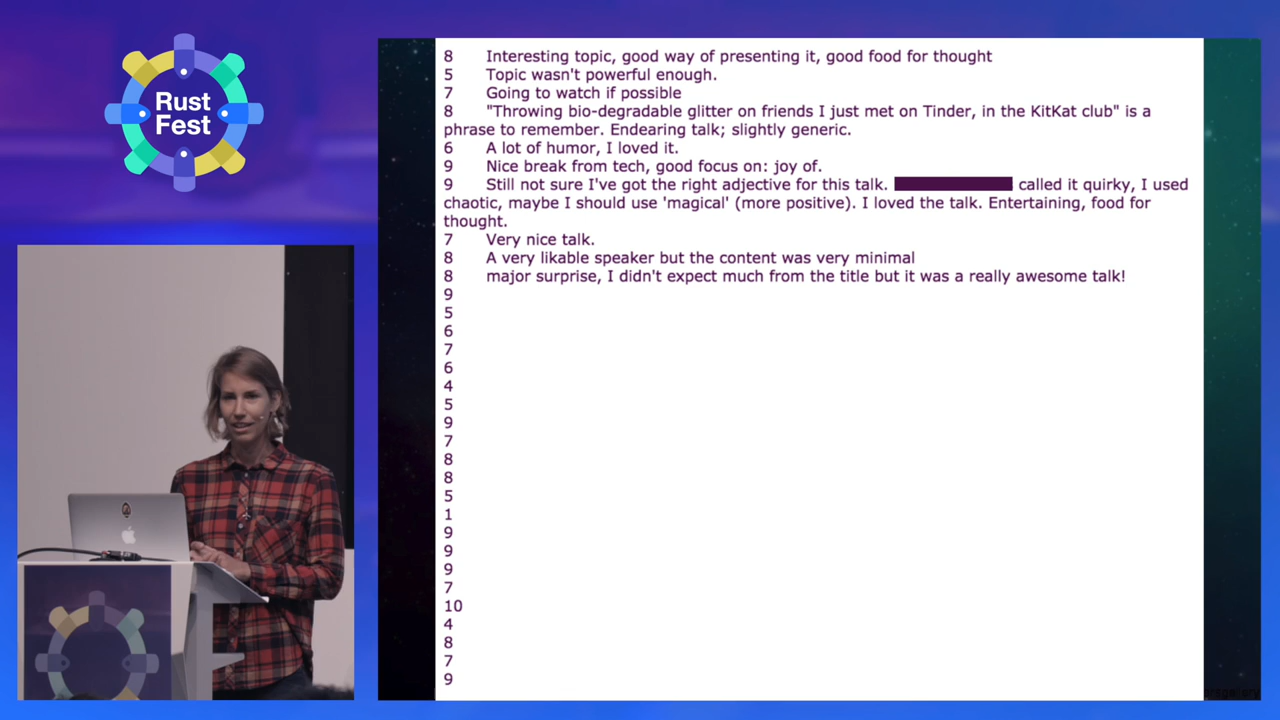 Rust
Fest
8 Interesting topic, good way of presenting it, good food for thought
5 Topic wasn't powerful enough.
7 Going to watch if possible
8 "Throwing bio-degradable glitter on friends I just met on Tinder, in the KitKat club" is a
phrase to remember. Endearing talk; slightly generic.
6 A lot of humor, I loved it.
9 Nice break from tech, good focus on: joy of.
9 Still not sure I've got the right adjective for this talk. called it quirky, I used
chaotic, maybe I should use 'magical' (more positive). I loved the talk. Entertaining, food for
thought.
7 Very nice talk.
8 A very likable speaker but the content was very minimal
8 major surprise, I didn't expect much from the title but it was a really awesome talk!
9
5
6
7
6
4
5
9
7
8
8
5
1
9
9
9
7
10
4
8
7
9